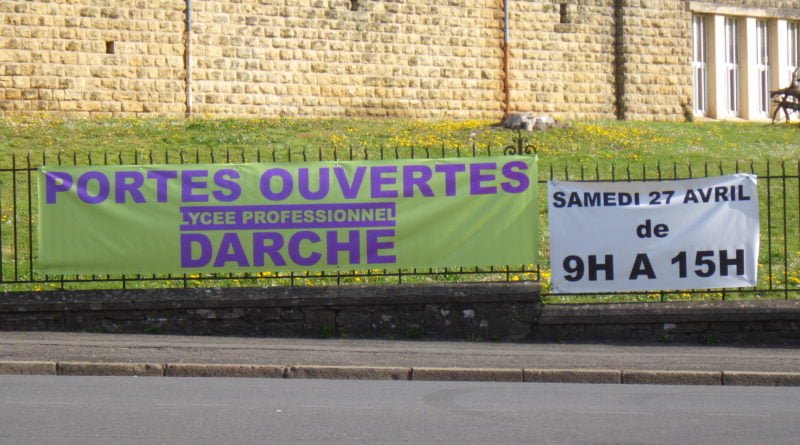 PORTES OUVERTES
LYCEE PROFESSIONNEL
DARCHE
SAMEDI 27 AVRIL
de
9H A 15H